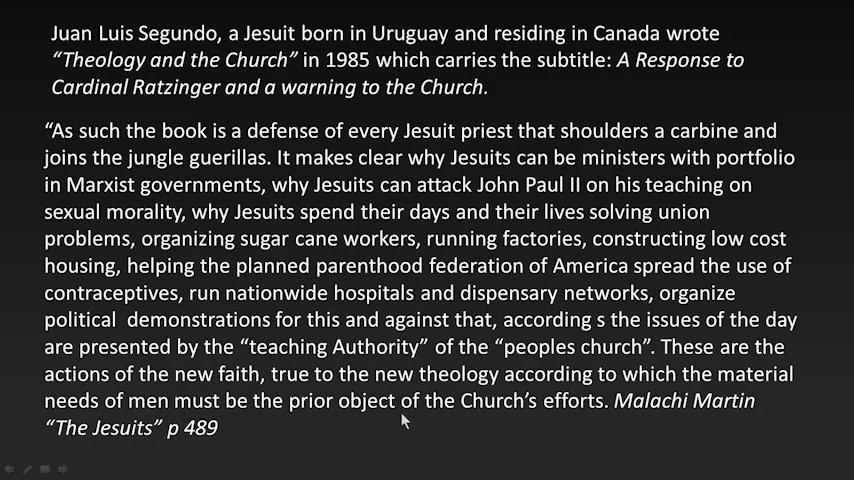 Juan Luis Segundo, a Jesuit born in Uruguay and residing in Canada wrote
“Theology and the Church” in 1985 which carries the subtitle: A Response to
Cardinal Ratzinger and a warning to the Church.
“As such the book is a defense of every Jesuit priest that shoulders a carbine and
joins the jungle guerillas. It makes clear why Jesuits can be ministers with portfolio
in Marxist governments, why Jesuits can attack John Paul II on his teaching on
sexual morality, why Jesuits spend their days and their lives solving union
problems, organizing sugar cane workers, running factories, constructing low cost
housing, helping the planned parenthood federation of America spread the use of
contraceptives, run nationwide hospitals and dispensary networks, organize
political  demonstrations for this and against that, according s the issues of the day
are presented by the “teaching Authority” of the “peoples church”. These are the
actions of the new faith, true to the new theology according to which the material
needs of men must be the prior object of the Church’s efforts. Malachi Martin
“The Jesuits” p 489